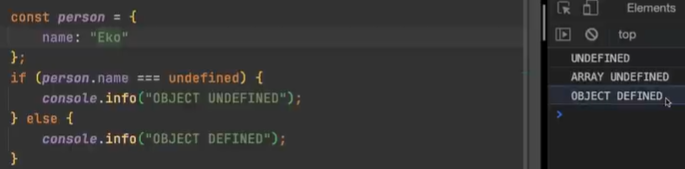 const person = {
    name: "Eko"
};
if (person.name === undefined) {
    console.info("OBJECT UNDEFINED");
} else {
    console.info("OBJECT DEFINED");
}
Elements
top
UNDEFINED
ARRAY UNDEFINED
OBJECT DEFINED
>